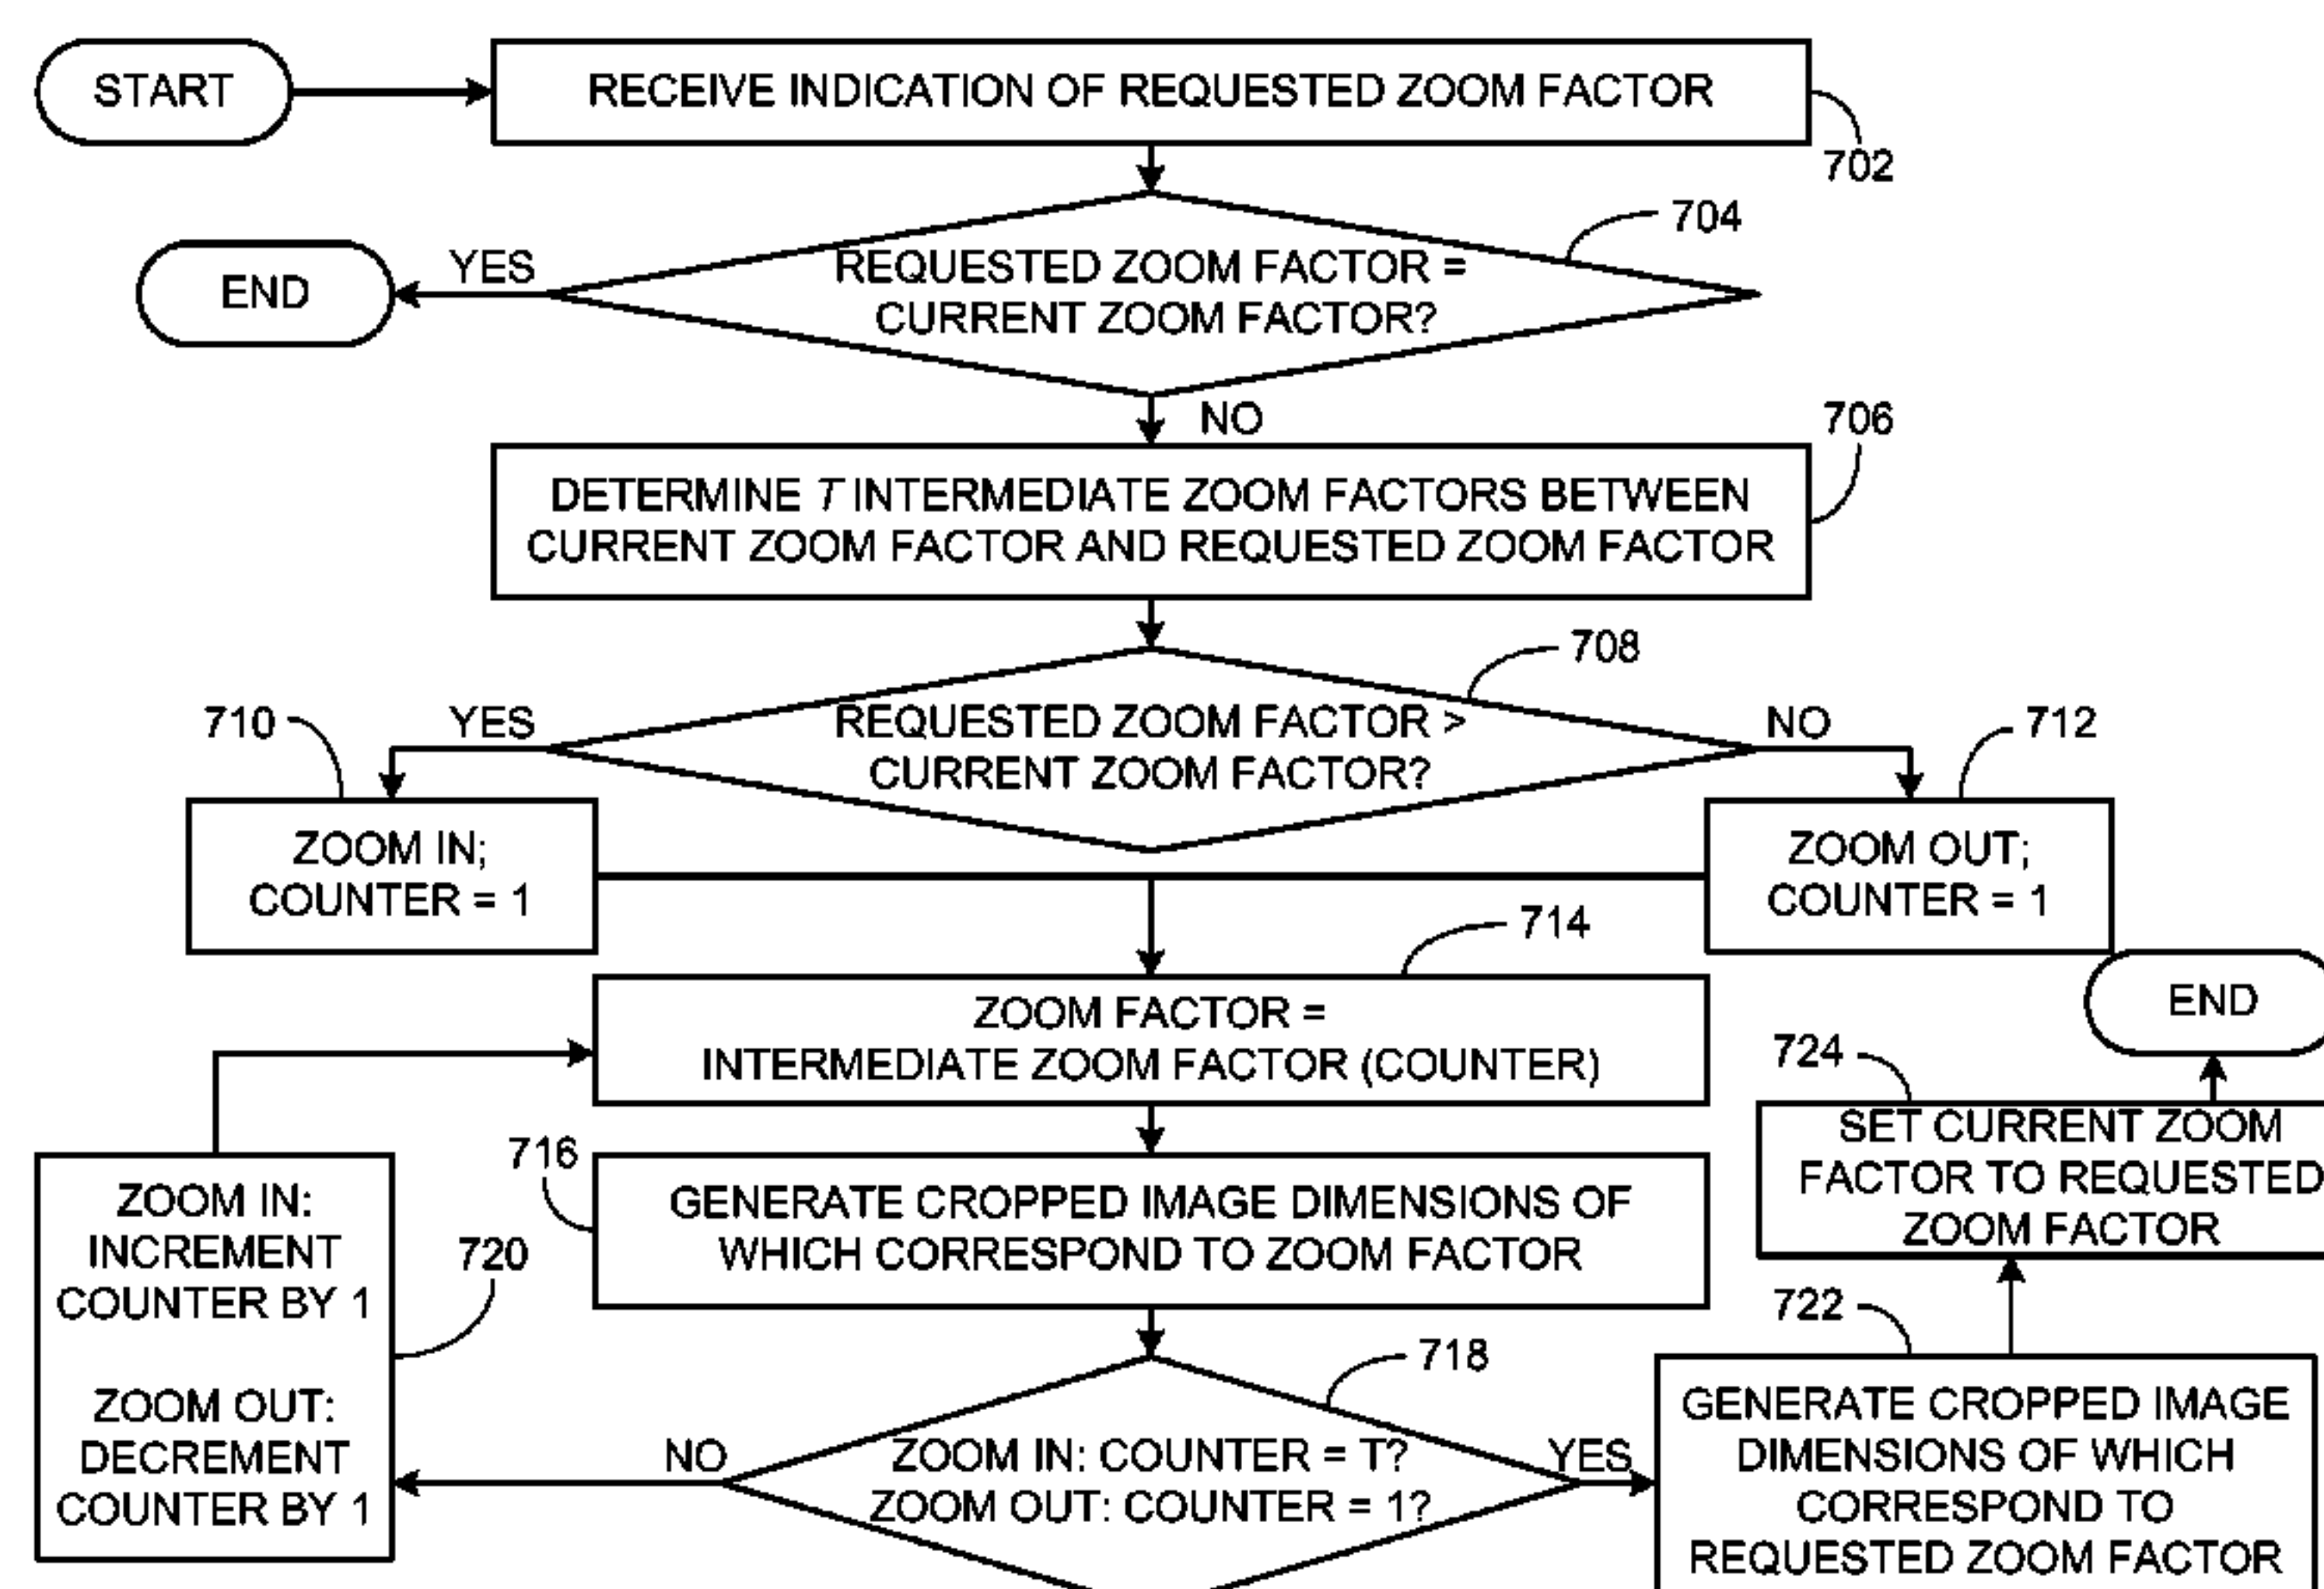 START
RECEIVE INDICATION OF REQUESTED ZOOM FACTOR
702
704
REQUESTED ZOOM FACTOR =
CURRENT ZOOM FACTOR?
YES
END
NO
706
DETERMINE T INTERMEDIATE ZOOM FACTORS BETWEEN
CURRENT ZOOM FACTOR AND REQUESTED ZOOM FACTOR
708
REQUESTED ZOOM FACTOR >
CURRENT ZOOM FACTOR?
YES
NO
710
712
ZOOM IN;
COUNTER = 1
ZOOM OUT;
COUNTER = 1
714
ZOOM FACTOR =
INTERMEDIATE ZOOM FACTOR (COUNTER)
716
GENERATE CROPPED IMAGE DIMENSIONS OF
WHICH CORRESPOND TO ZOOM FACTOR
718
ZOOM IN: COUNTER = T?
ZOOM OUT: COUNTER = 1?
NO
YES
720
ZOOM IN:
INCREMENT
COUNTER BY 1
ZOOM OUT:
DECREMENT
COUNTER BY 1
722
GENERATE CROPPED IMAGE
DIMENSIONS OF WHICH
CORRESPOND TO
REQUESTED ZOOM FACTOR
724
SET CURRENT ZOOM
FACTOR TO REQUESTED
ZOOM FACTOR
END